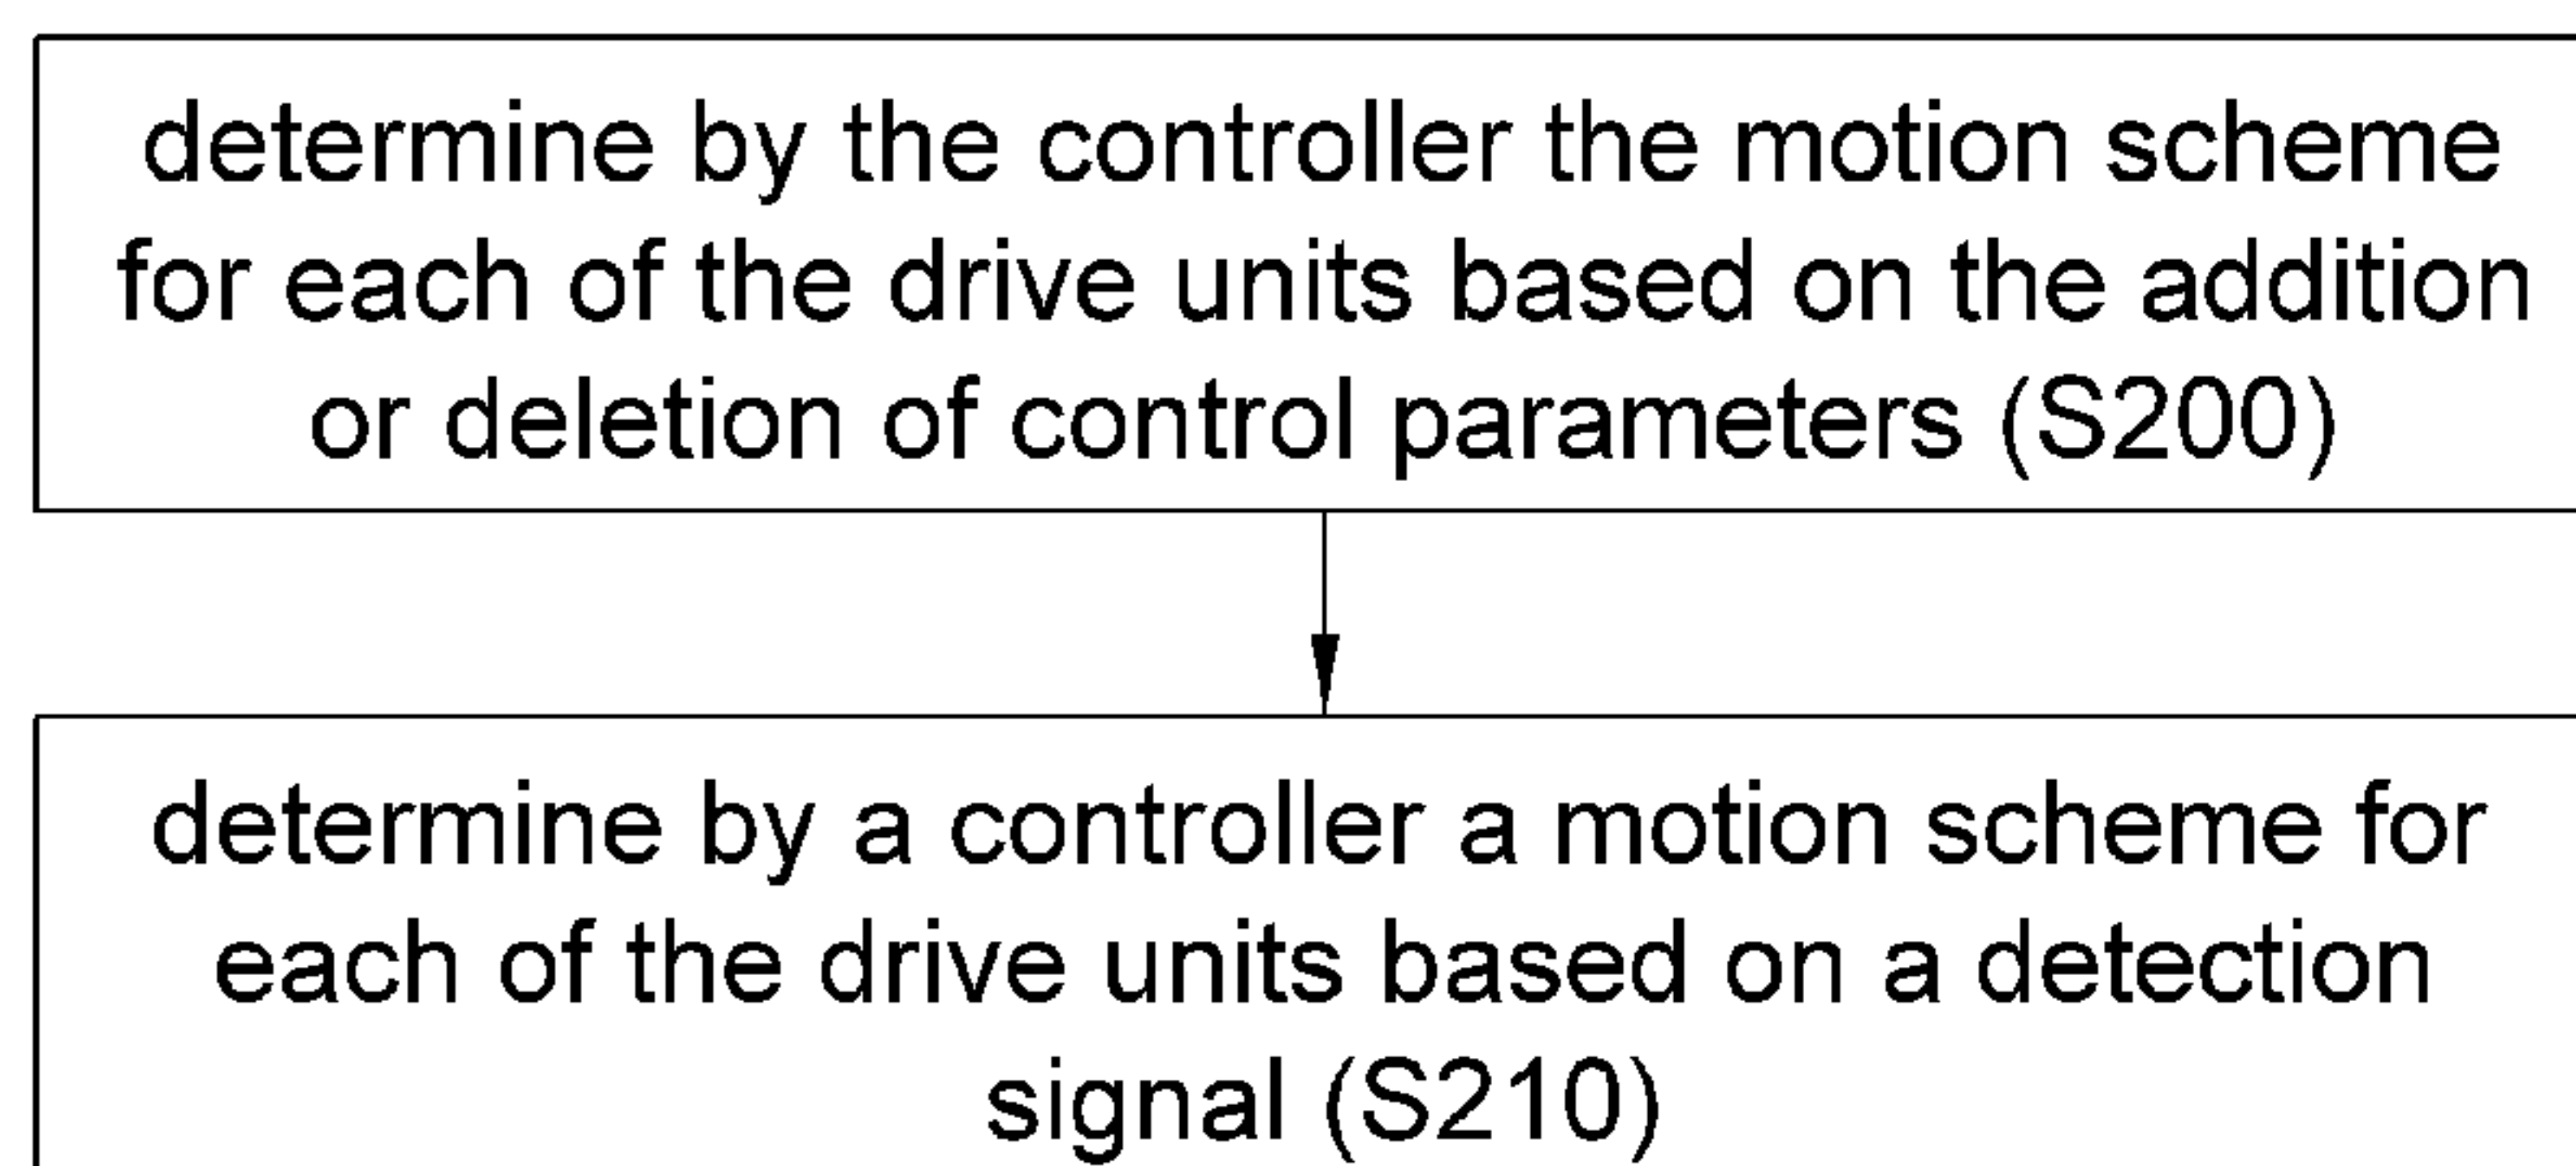 determine by the controller the motion scheme
for each of the drive units based on the addition
or deletion of control parameters (S200)
determine by a controller a motion scheme for
each of the drive units based on a detection
signal (S210)